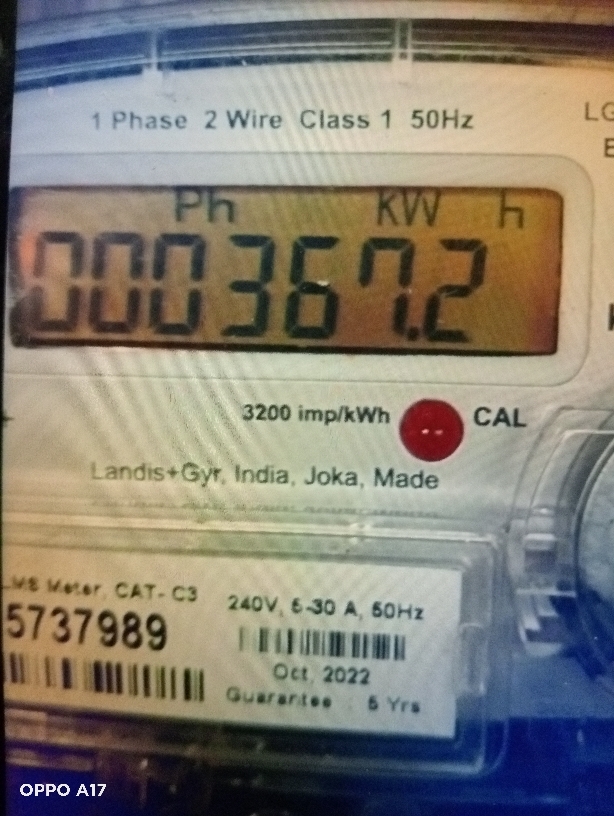 1 Phase 2 Wire Class 1 50Hz
LG
Ph KW h
000367.2
3200 imp/kWh CAL
Landis+Gyr, India, Joka, Made
Meter, CAT- C3
5737989
240V, 5-30 A, 50Hz
Oct, 2022
Guarantee : 5 Yrs
OPPO A17